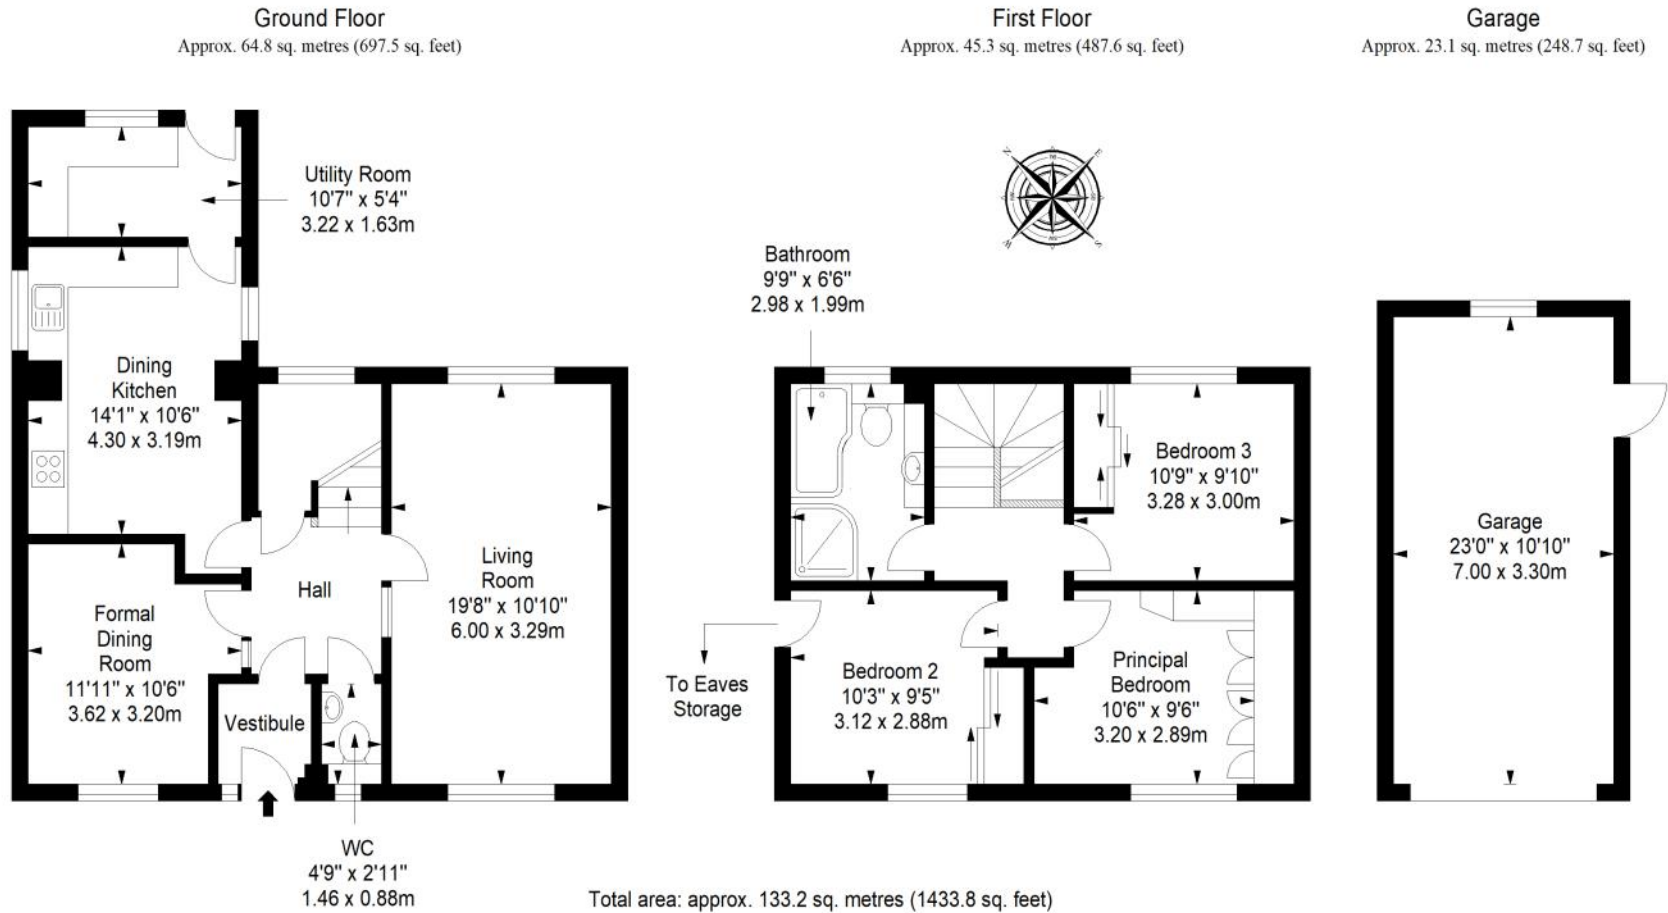 Ground Floor
Approx. 64.8 sq. metres (697.5 sq. feet)
First Floor
Approx. 45.3 sq. metres (487.6 sq. feet)
Garage
Approx. 23.1 sq. metres (248.7 sq. feet)
Utility Room
10'7" x 5'4"
3.22 x 1.63m
Dining
Kitchen
14'1" x 10'6"
4.30 x 3.19m
Living
Room
19'8" x 10'10"
6.00 x 3.29m
Hall
Formal
Dining
Room
11'11" x 10'6"
3.62 x 3.20m
Vestibule
WC
4'9" x 2'11"
1.46 x 0.88m
N
E
W
S
Bathroom
9'9" x 6'6"
2.98 x 1.99m
Bedroom 3
10'9" x 9'10"
3.28 x 3.00m
To Eaves
Storage
Bedroom 2
10'3" x 9'5"
3.12 x 2.88m
Principal
Bedroom
10'6" x 9'6"
3.20 x 2.89m
Garage
23'0" x 10'10"
7.00 x 3.30m
Total area: approx. 133.2 sq. metres (1433.8 sq. feet)